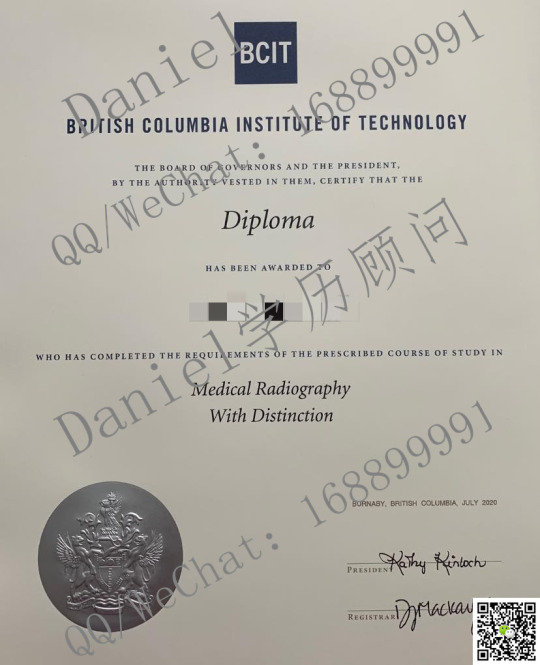 BCIT
BRITISH COLUMBIA INSTITUTE OF TECHNOLOGY
THE BOARD OF GOVERNORS AND THE PRESIDENT,
BY THE AUTHORITY VESTED IN THEM, CERTIFY THAT THE
Diploma
HAS BEEN AWARDED TO
WHO HAS COMPLETED THE REQUIREMENTS OF THE PRESCRIBED COURSE OF STUDY IN
Medical Radiography
With Distinction
BURNABY, BRITISH COLUMBIA, JULY 2020
Kathy Kinloch
PRESIDENT
REGISTRAR
Daniel
QQ/WeChat: 168899991
Daniel学历顾问
QQ/WeChat: 168899991